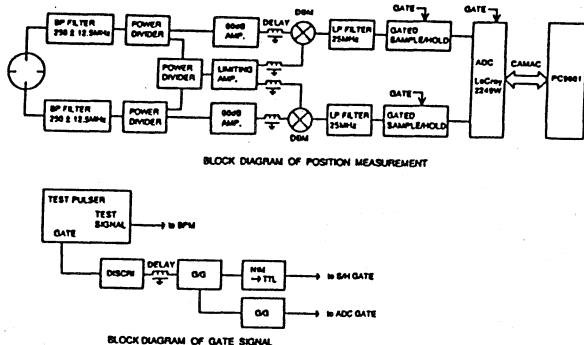 BP FILTER
250 ± 12.5MHz
POWER
DIVIDER
60dB
AMP.
DELAY
DBM
LP FILTER
25MHz
GATE
GATED
SAMPLE/HOLD
GATE
ADC
LeCroy
2249W
CAMAC
PC9801
POWER
DIVIDER
LIMITING
AMP.
BP FILTER
250 ± 12.5MHz
POWER
DIVIDER
60dB
AMP.
DBM
LP FILTER
25MHz
GATE
GATED
SAMPLE/HOLD
BLOCK DIAGRAM OF POSITION MEASUREMENT
TEST PULSER
TEST
SIGNAL
to BPM
GATE
DISCRI
DELAY
G/G
NIM
→TTL
to S/H GATE
G/G
to ADC GATE
BLOCK DIAGRAM OF GATE SIGNAL